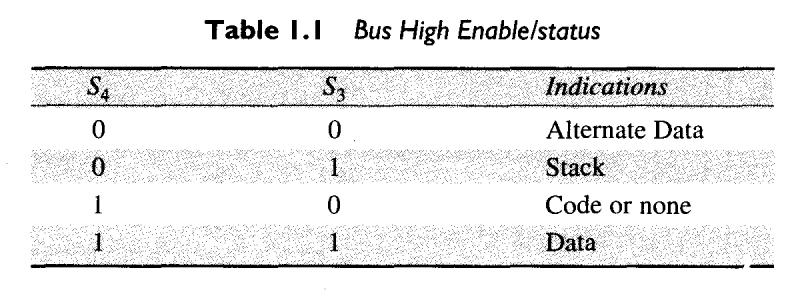 Table 1.1 Bus High Enable/status
S4 S3 Indications
0 0 Alternate Data
0 1 Stack
1 0 Code or none
1 1 Data